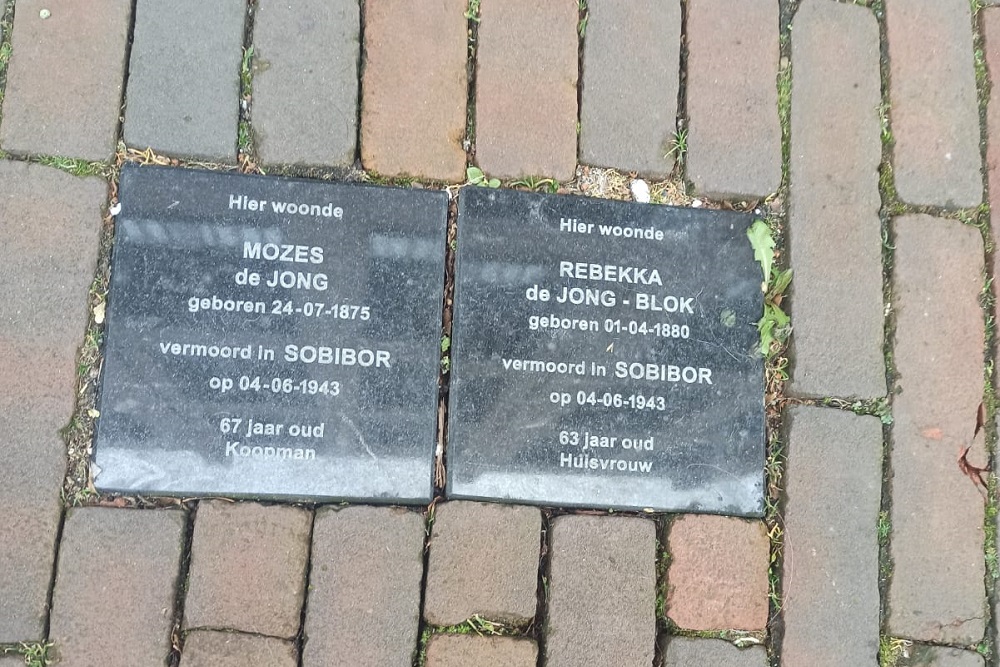 Hier woonde
MOZES
de JONG
geboren 24-07-1875
vermoord in SOBIBOR
op 04-06-1943
67 jaar oud
Koopman
Hier woonde
REBEKKA
de JONG - BLOK
geboren 01-04-1880
vermoord in SOBIBOR
op 04-06-1943
63 jaar oud
Huisvrouw